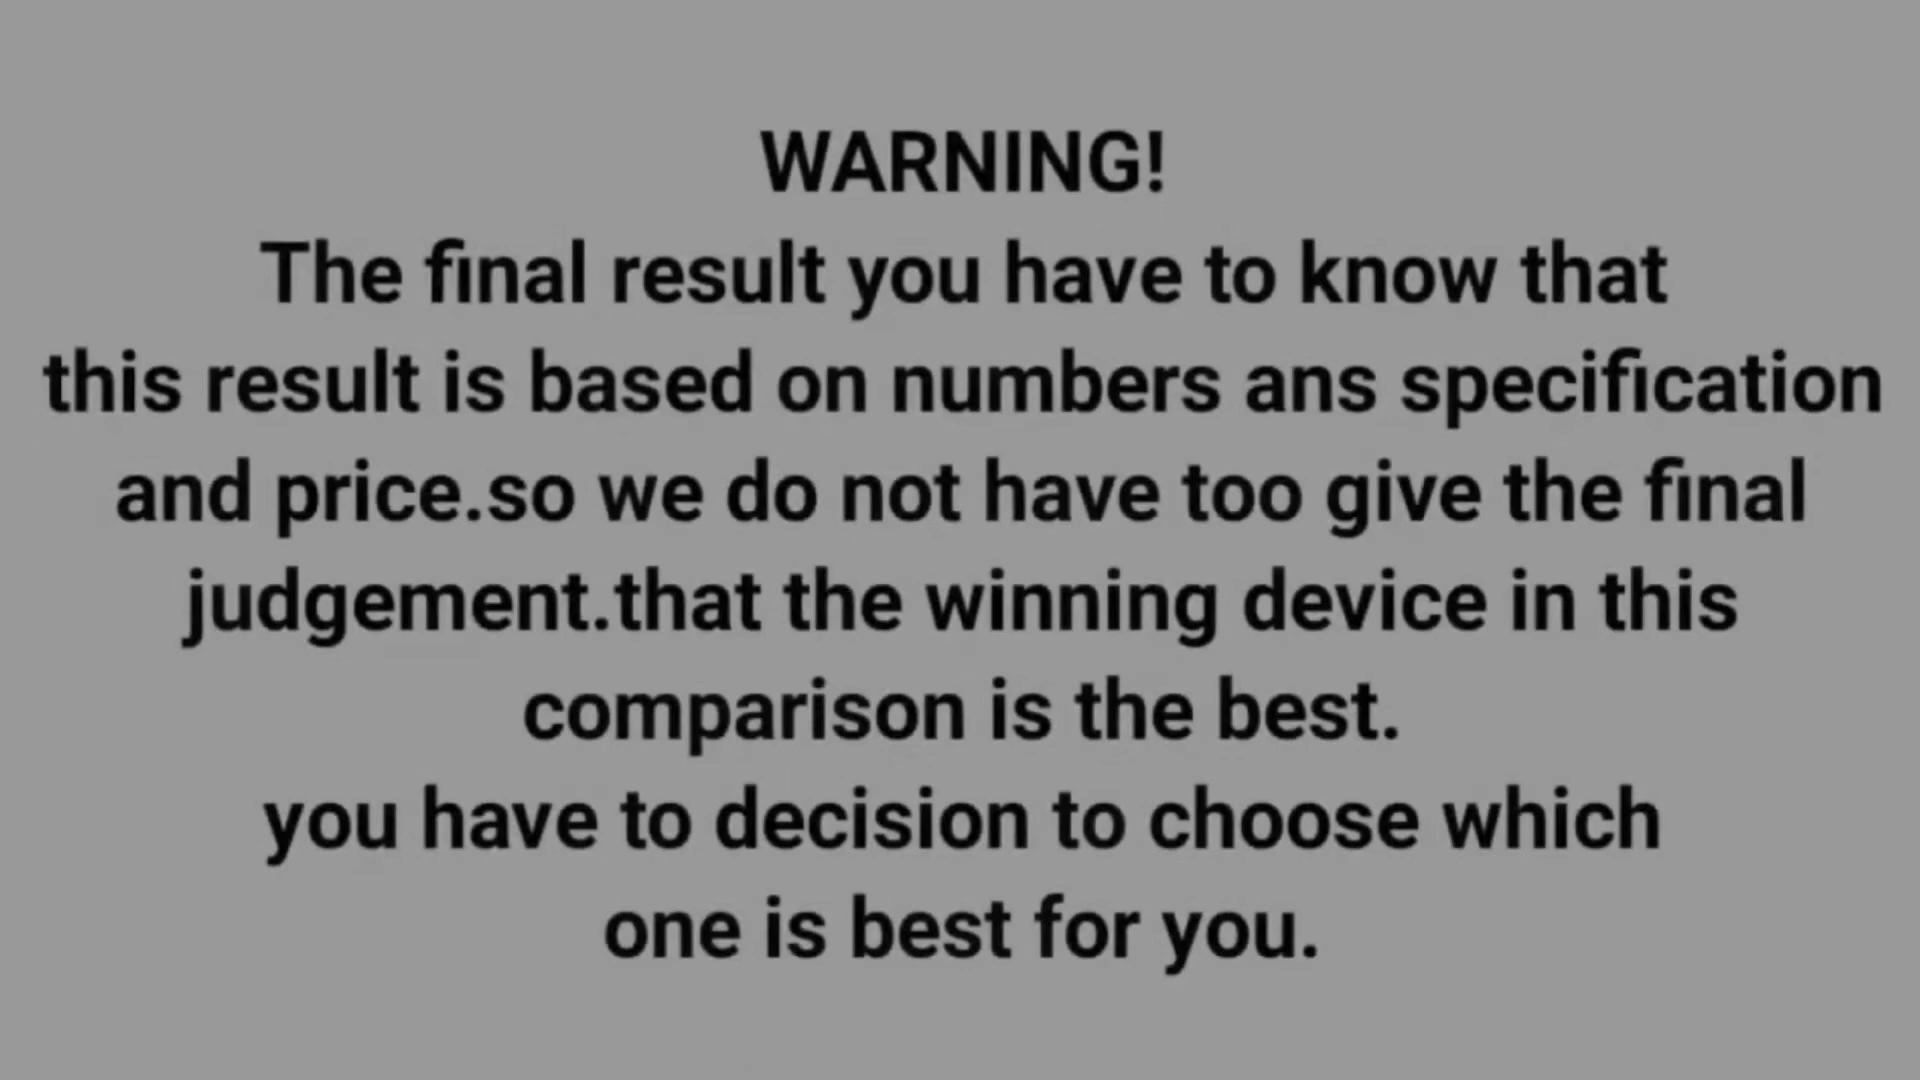 WARNING!
The final result you have to know that
this result is based on numbers ans specification
and price.so we do not have too give the final
judgement.that the winning device in this
comparison is the best.
you have to decision to choose which
one is best for you.